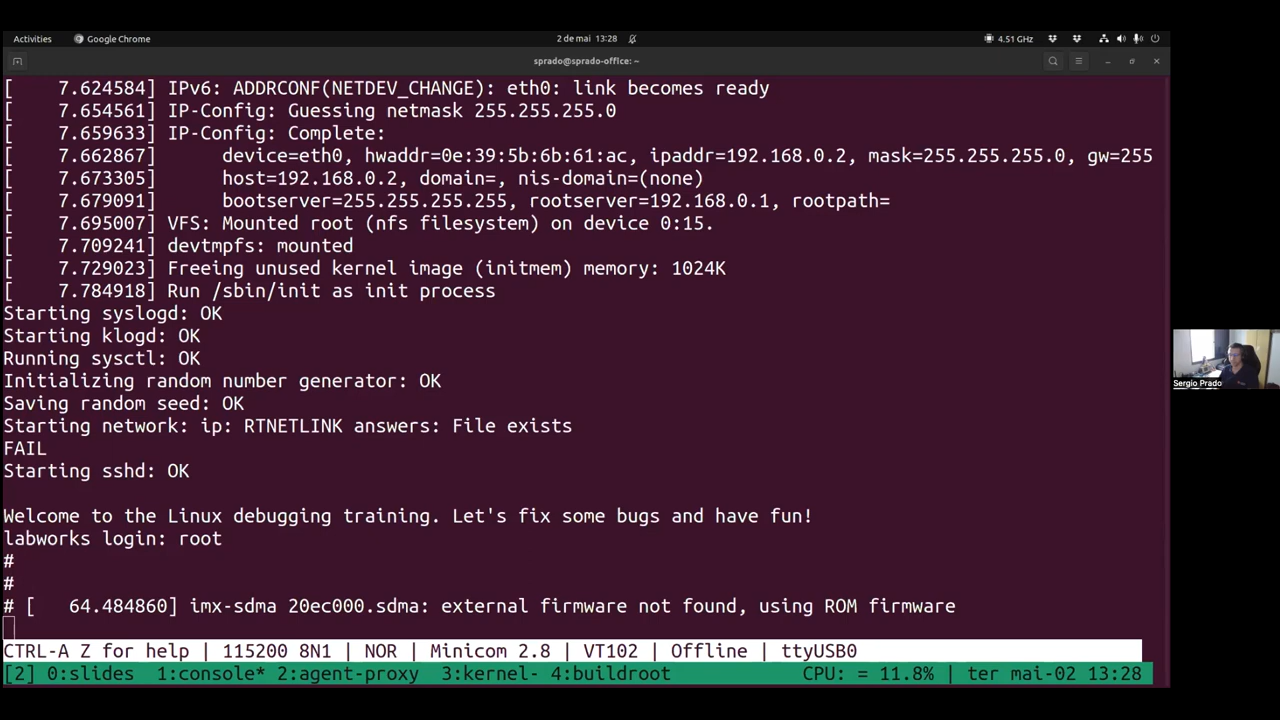 Activities Google Chrome 2 de mai 13:28 4.51 GHz
sprado@sprado-office: ~
[    7.624584] IPv6: ADDRCONF(NETDEV_CHANGE): eth0: link becomes ready
[    7.654561] IP-Config: Guessing netmask 255.255.255.0
[    7.659633] IP-Config: Complete:
[    7.662867]      device=eth0, hwaddr=0e:39:5b:6b:61:ac, ipaddr=192.168.0.2, mask=255.255.255.0, gw=255
[    7.673305]      host=192.168.0.2, domain=, nis-domain=(none)
[    7.679091]      bootserver=255.255.255.255, rootserver=192.168.0.1, rootpath=
[    7.695007] VFS: Mounted root (nfs filesystem) on device 0:15.
[    7.709241] devtmpfs: mounted
[    7.729023] Freeing unused kernel image (initmem) memory: 1024K
[    7.784918] Run /sbin/init as init process
Starting syslogd: OK
Starting klogd: OK
Running sysctl: OK
Initializing random number generator: OK
Saving random seed: OK
Starting network: ip: RTNETLINK answers: File exists
FAIL
Starting sshd: OK
Welcome to the Linux debugging training. Let's fix some bugs and have fun!
labworks login: root
#
#
# [   64.484860] imx-sdma 20ec000.sdma: external firmware not found, using ROM firmware
CTRL-A Z for help | 115200 8N1 | NOR | Minicom 2.8 | VT102 | Offline | ttyUSB0
[2] 0:slides  1:console* 2:agent-proxy  3:kernel- 4:buildroot CPU: = 11.8% | ter mai-02 13:28
Sergio Prado